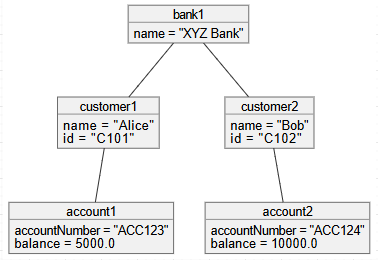 bank1
name = "XYZ Bank"
customer1
name = "Alice"
id = "C101"
customer2
name = "Bob"
id = "C102"
account1
accountNumber = "ACC123"
balance = 5000.0
account2
accountNumber = "ACC124"
balance = 10000.0